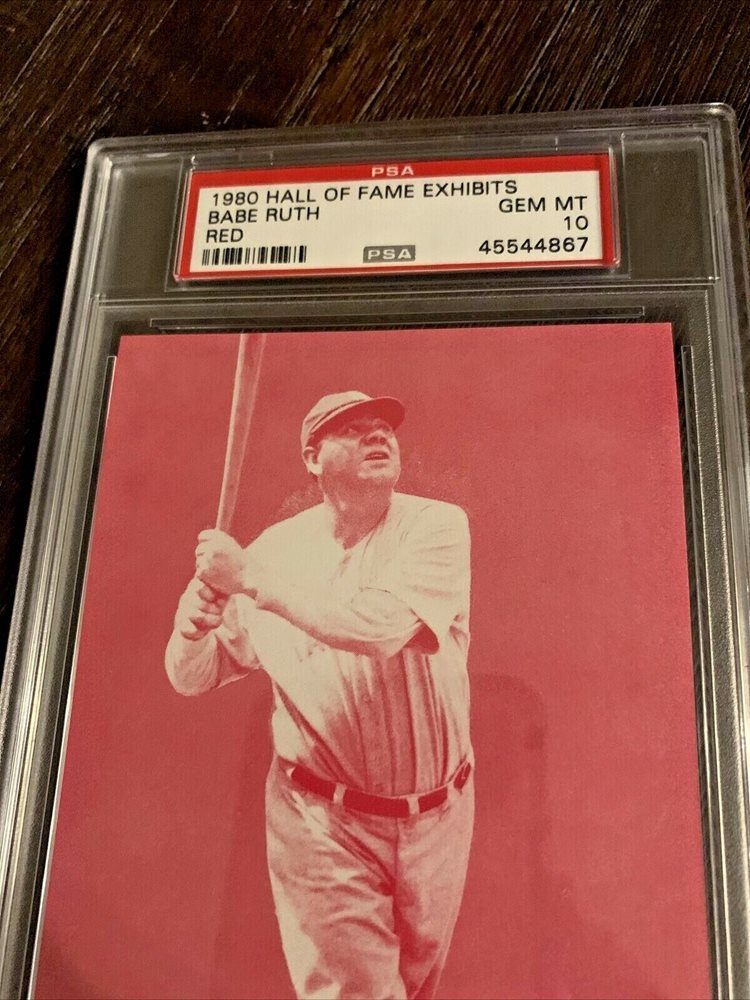 PSA
1980 HALL OF FAME EXHIBITS
BABE RUTH GEM MT
RED 10
PSA 45544867